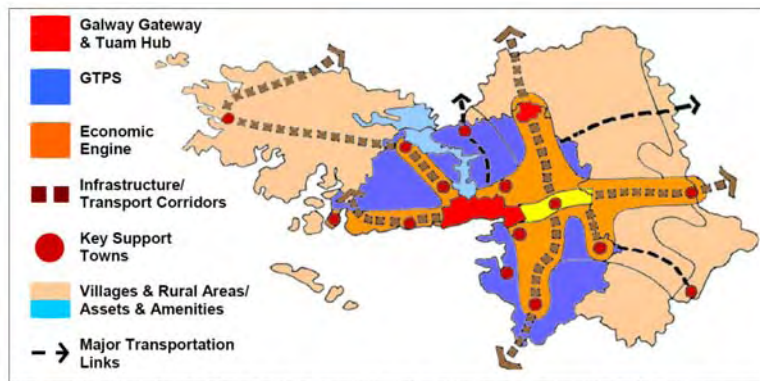 Galway Gateway
& Tuam Hub
GTPS
Economic
Engine
Infrastructure/
Transport Corridors
Key Support
Towns
Villages & Rural Areas/
Assets & Amenities
Major Transportation
Links